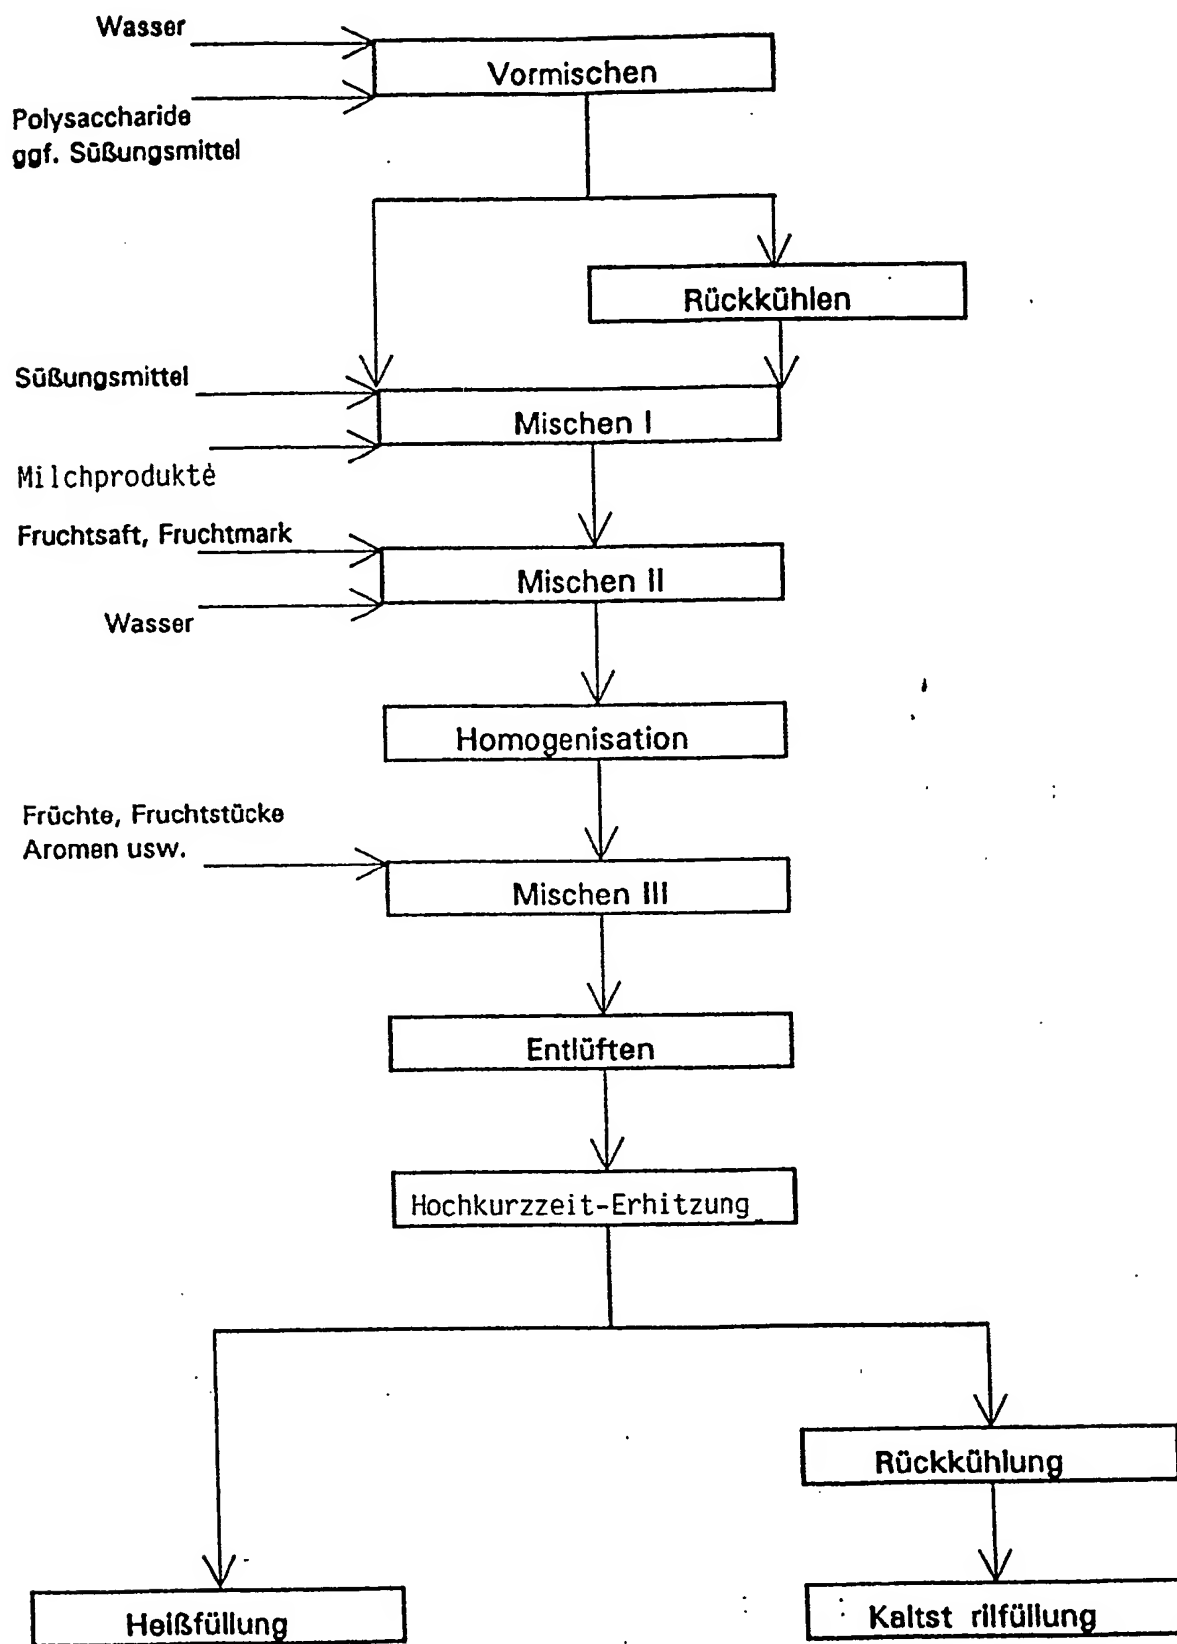 Wasser
Vormischen
Polysaccharide
ggf. Süßungsmittel
Rückkühlen
Süßungsmittel
Mischen I
Milchprodukte
Fruchtsaft, Fruchtmark
Mischen II
Wasser
Homogenisation
Früchte, Fruchtstücke
Aromen usw.
Mischen III
Entlüften
Hochkurzzeit-Erhitzung
Rückkühlung
Heißfüllung
Kaltst rilfüllung